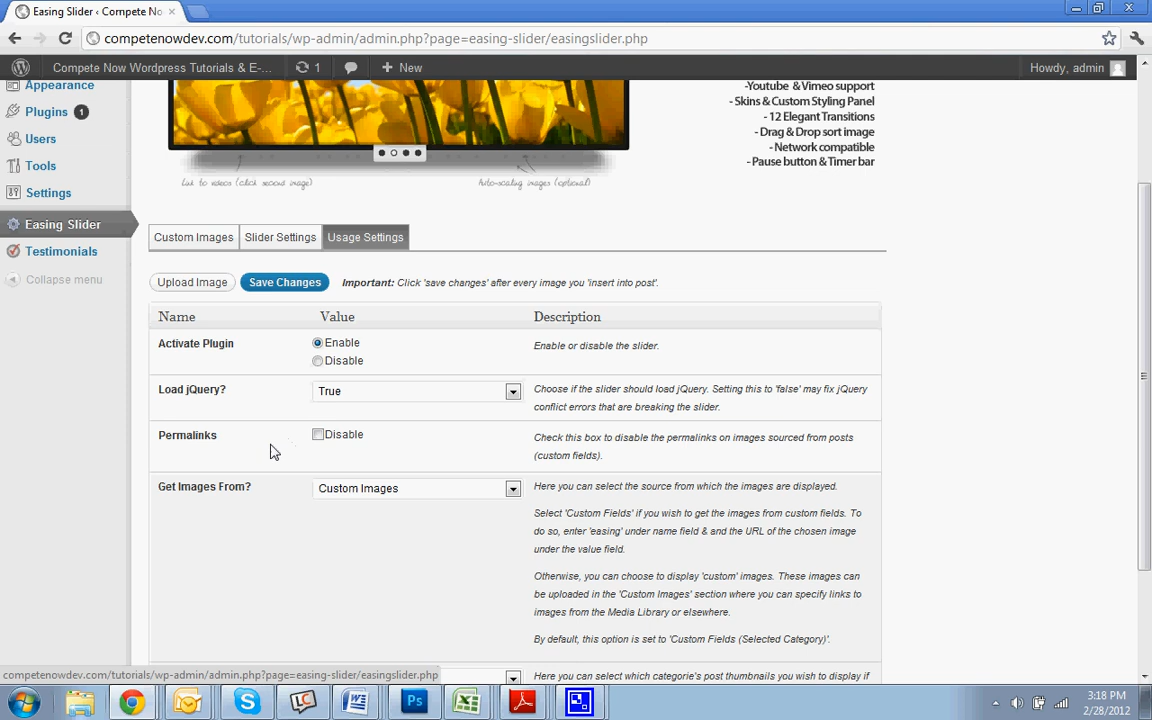 Easing Slider ‹ Compete No
competenowdev.com/tutorials/wp-admin/admin.php?page=easing-slider/easingslider.php
Compete Now Wordpress Tutorials & E-... 1 New Howdy, admin
Appearance
Plugins 1
Users
Tools
Settings
Easing Slider
Testimonials
Collapse menu
-Youtube & Vimeo support
- Skins & Custom Styling Panel
- 12 Elegant Transitions
- Drag & Drop sort image
- Network compatible
- Pause button & Timer bar
Link to videos (click second image)
Auto-scaling images (optional)
Custom Images Slider Settings Usage Settings
Upload Image Save Changes Important: Click 'save changes' after every image you 'insert into post'.
Name Value Description
Activate Plugin Enable Enable or disable the slider.
Disable
Load jQuery? True Choose if the slider should load jQuery. Setting this to 'false' may fix jQuery
conflict errors that are breaking the slider.
Permalinks Disable Check this box to disable the permalinks on images sourced from posts
(custom fields).
Get Images From? Custom Images Here you can select the source from which the images are displayed.
Select 'Custom Fields' if you wish to get the images from custom fields. To
do so, enter 'easing' under name field & and the URL of the chosen image
under the value field.
Otherwise, you can choose to display 'custom' images. These images can
be uploaded in the 'Custom Images' section where you can specify links to
images from the Media Library or elsewhere.
By default, this option is set to 'Custom Fields (Selected Category)'.
Here you can select which categorie's post thumbnails you wish to display if
competenowdev.com/tutorials/wp-admin/admin.php?page=easing-slider/easingslider.php
3:18 PM
2/28/2012